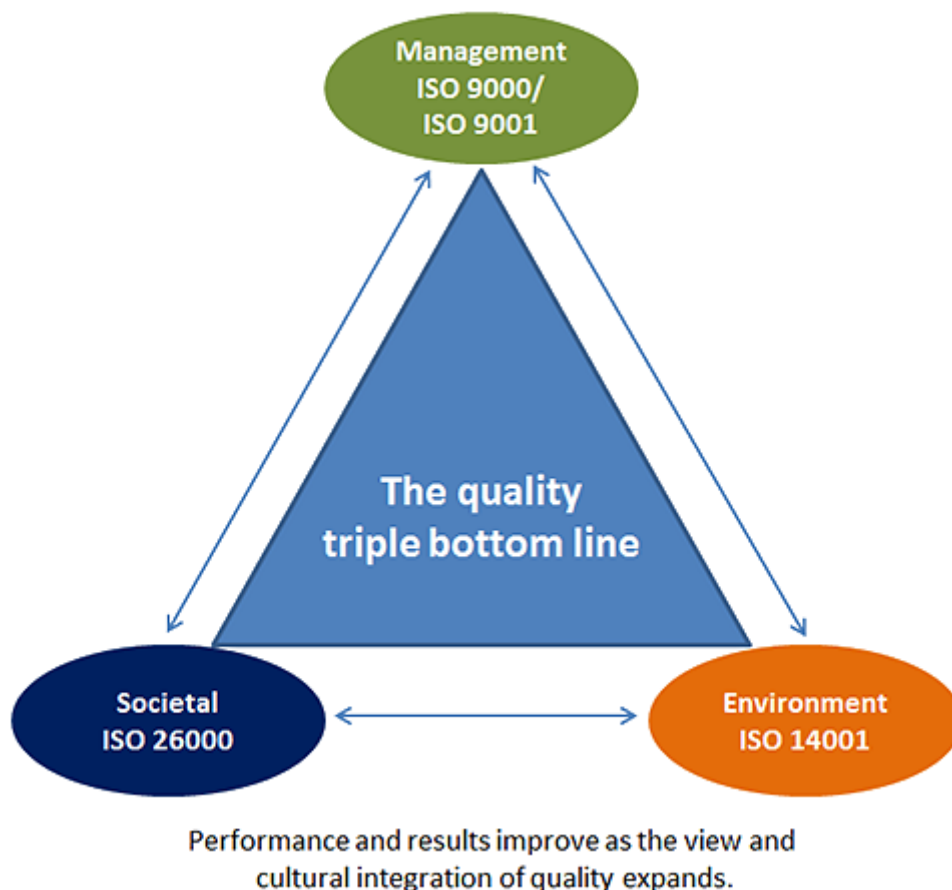 Management
ISO 9000/
ISO 9001
The quality
triple bottom line
Societal
ISO 26000
Environment
ISO 14001
Performance and results improve as the view and
cultural integration of quality expands.